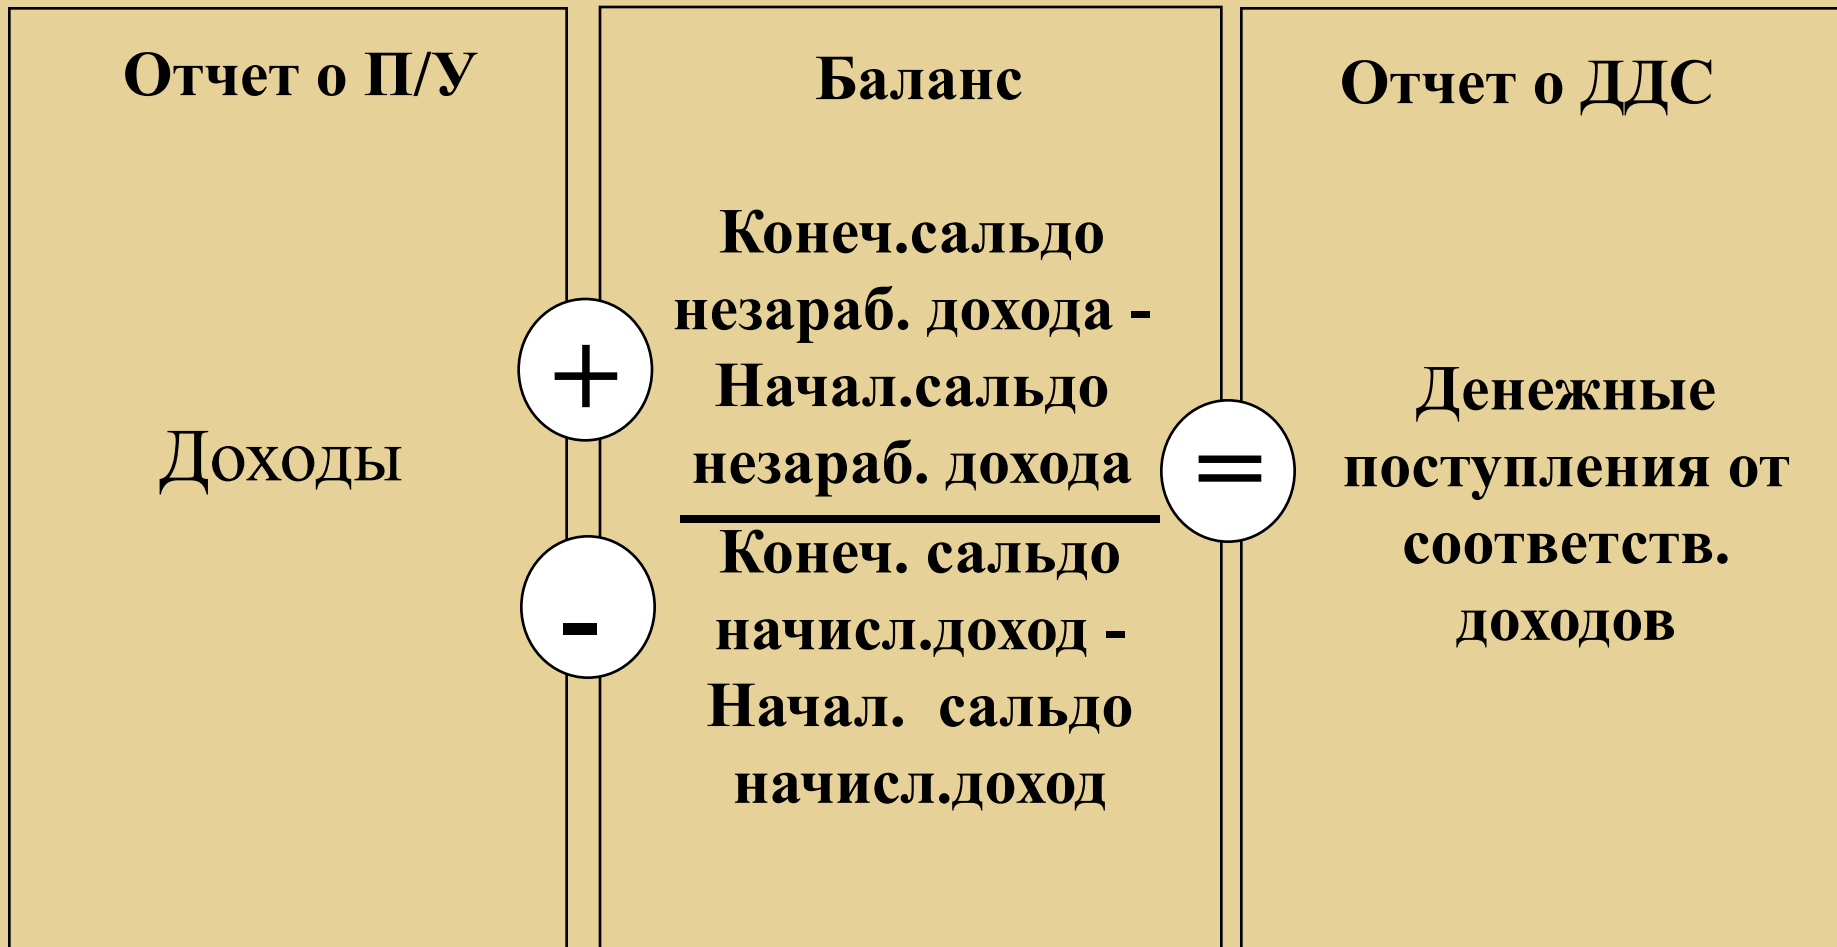 Отчет о П/У
Доходы
+
-
Баланс
Конеч.сальдо
незараб. дохода -
Начал.сальдо
незараб. дохода
Конеч. сальдо
начисл.доход -
Начал.  сальдо
начисл.доход
=
Отчет о ДДС
Денежные
поступления от
соответств.
доходов